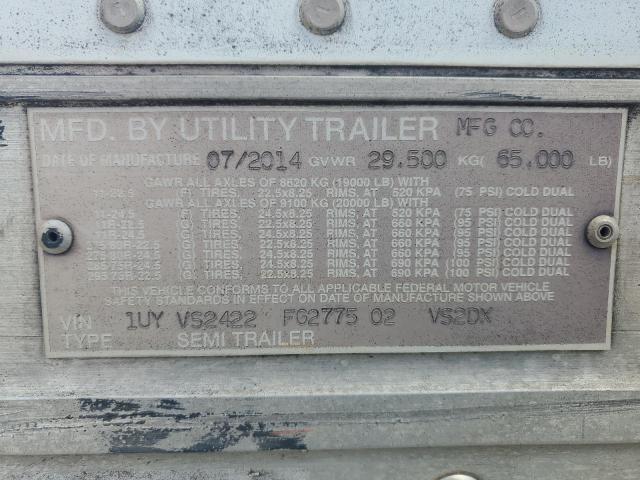 MFD. BY UTILITY TRAILER MFG CO.
DATE OF MANUFACTURE 07/2014 GVWR 29.500 KG( 65.000 LB)
GAWR ALL AXLES OF 8620 KG (19000 LB) WITH
(F) TIRES, 22.5x8.25 RIMS, AT 520 KPA (75 PSI) COLD DUAL
GAWR ALL AXLES OF 9100 KG (20000 LB) WITH
11-24.5 (F) TIRES, 24.5x8.25 RIMS, AT 520 KPA (75 PSI) COLD DUAL
(G) TIRES, 22.5x8.25 RIMS, AT 660 KPA (95 PSI) COLD DUAL
(G) TIRES, 24.5x8.25 RIMS, AT 660 KPA (95 PSI) COLD DUAL
(G) TIRES, 22.5x8.25 RIMS, AT 660 KPA (95 PSI) COLD DUAL
(G) TIRES, 22.5x8.25 RIMS, AT 660 KPA (95 PSI) COLD DUAL
(G) TIRES, 24.5x8.25 RIMS, AT 660 KPA (100 PSI) COLD DUAL
(G) TIRES, 22.5x8.25 RIMS, AT 690 KPA (100 PSI) COLD DUAL
THIS VEHICLE CONFORMS TO ALL APPLICABLE FEDERAL MOTOR VEHICLE
SAFETY STANDARDS IN EFFECT ON DATE OF MANUFACTURE SHOWN ABOVE
VIN 1UY VS2422 FG2775 02 VS2DX
TYPE SEMI TRAILER